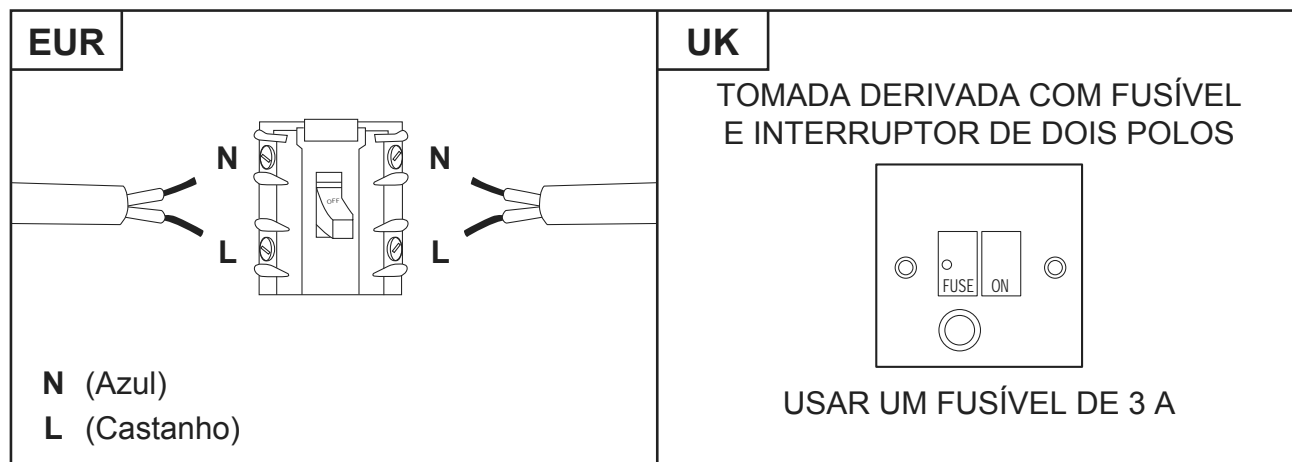 EUR
N
N
OFF
L
L
N (Azul)
L (Castanho)
UK
TOMADA DERIVADA COM FUSÍVEL
E INTERRUPTOR DE DOIS POLOS
FUSE ON
USAR UM FUSÍVEL DE 3 A